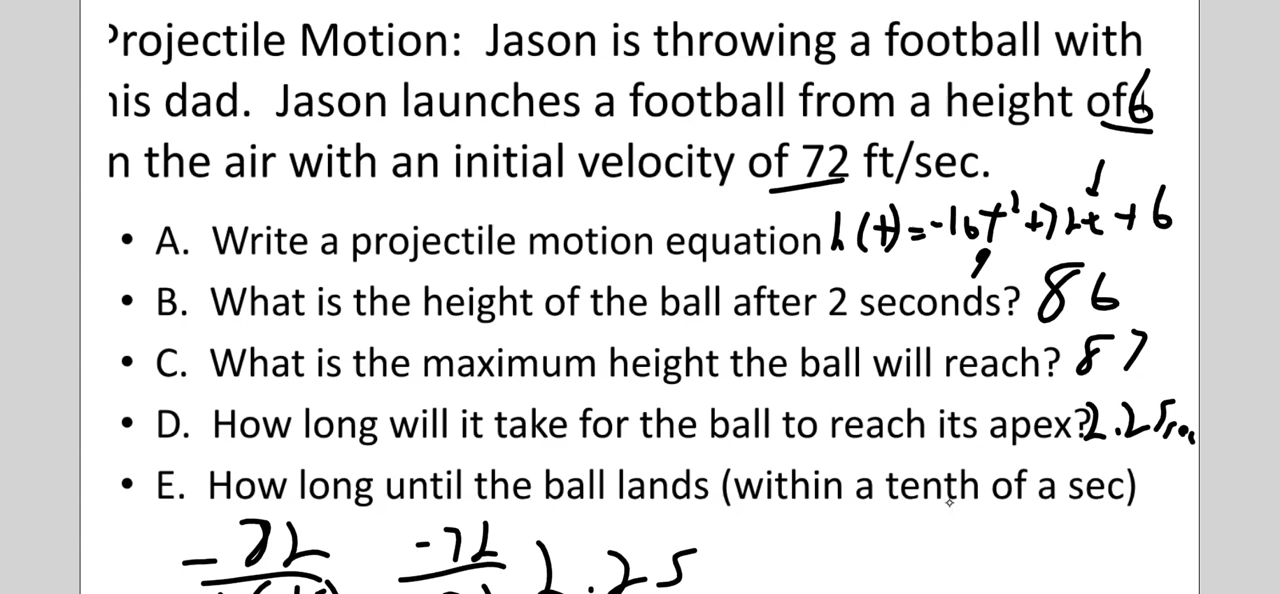 Projectile Motion: Jason is throwing a football with
his dad. Jason launches a football from a height of 6
n the air with an initial velocity of 72 ft/sec.
• A. Write a projectile motion equation h(t)=-16t²+72t+6
• B. What is the height of the ball after 2 seconds? 86
• C. What is the maximum height the ball will reach? 87
• D. How long will it take for the ball to reach its apex? 2.25 sec
• E. How long until the ball lands (within a tenth of a sec)
-72 -72 2.25